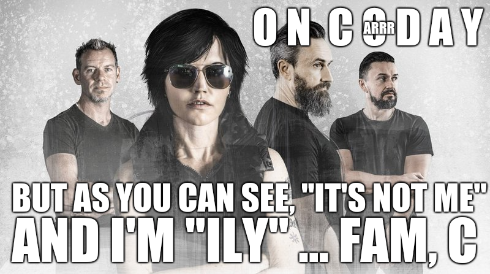 O N C O D A Y
ARRR
BUT AS YOU CAN SEE, "IT'S NOT ME"
AND I'M "ILY" ... FAM, C